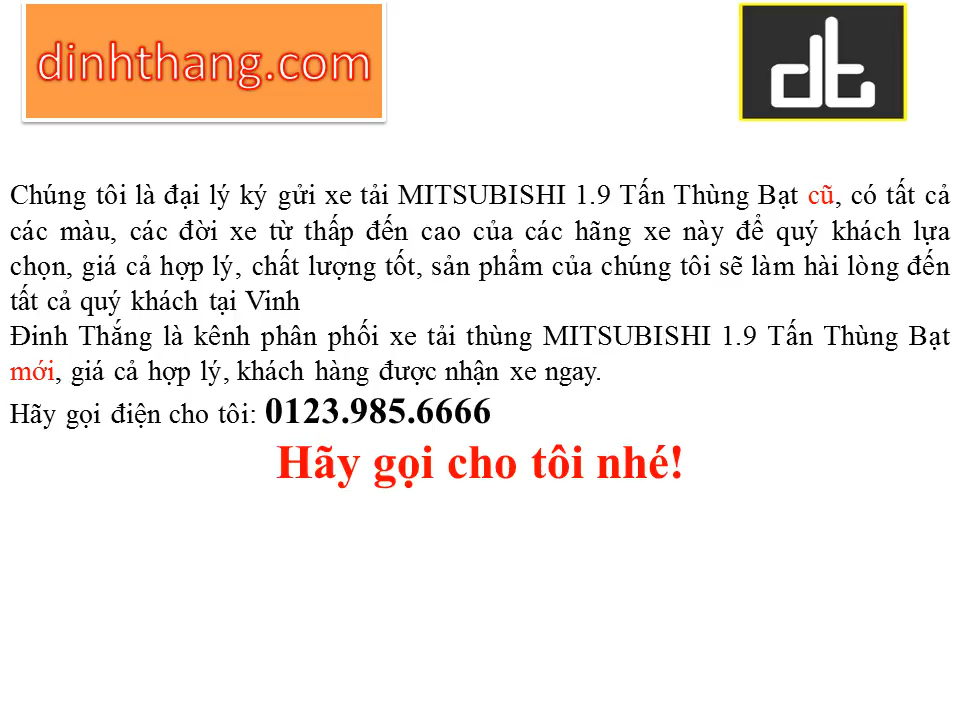 dinhthang.com
dt
Chúng tôi là đại lý ký gửi xe tải MITSUBISHI 1.9 Tấn Thùng Bạt cũ, có tất cả
các màu, các đời xe từ thấp đến cao của các hãng xe này để quý khách lựa
chọn, giá cả hợp lý, chất lượng tốt, sản phẩm của chúng tôi sẽ làm hài lòng đến
tất cả quý khách tại Vinh
Đinh Thắng là kênh phân phối xe tải thùng MITSUBISHI 1.9 Tấn Thùng Bạt
mới, giá cả hợp lý, khách hàng được nhận xe ngay.
Hãy gọi điện cho tôi: 0123.985.6666
Hãy gọi cho tôi nhé!